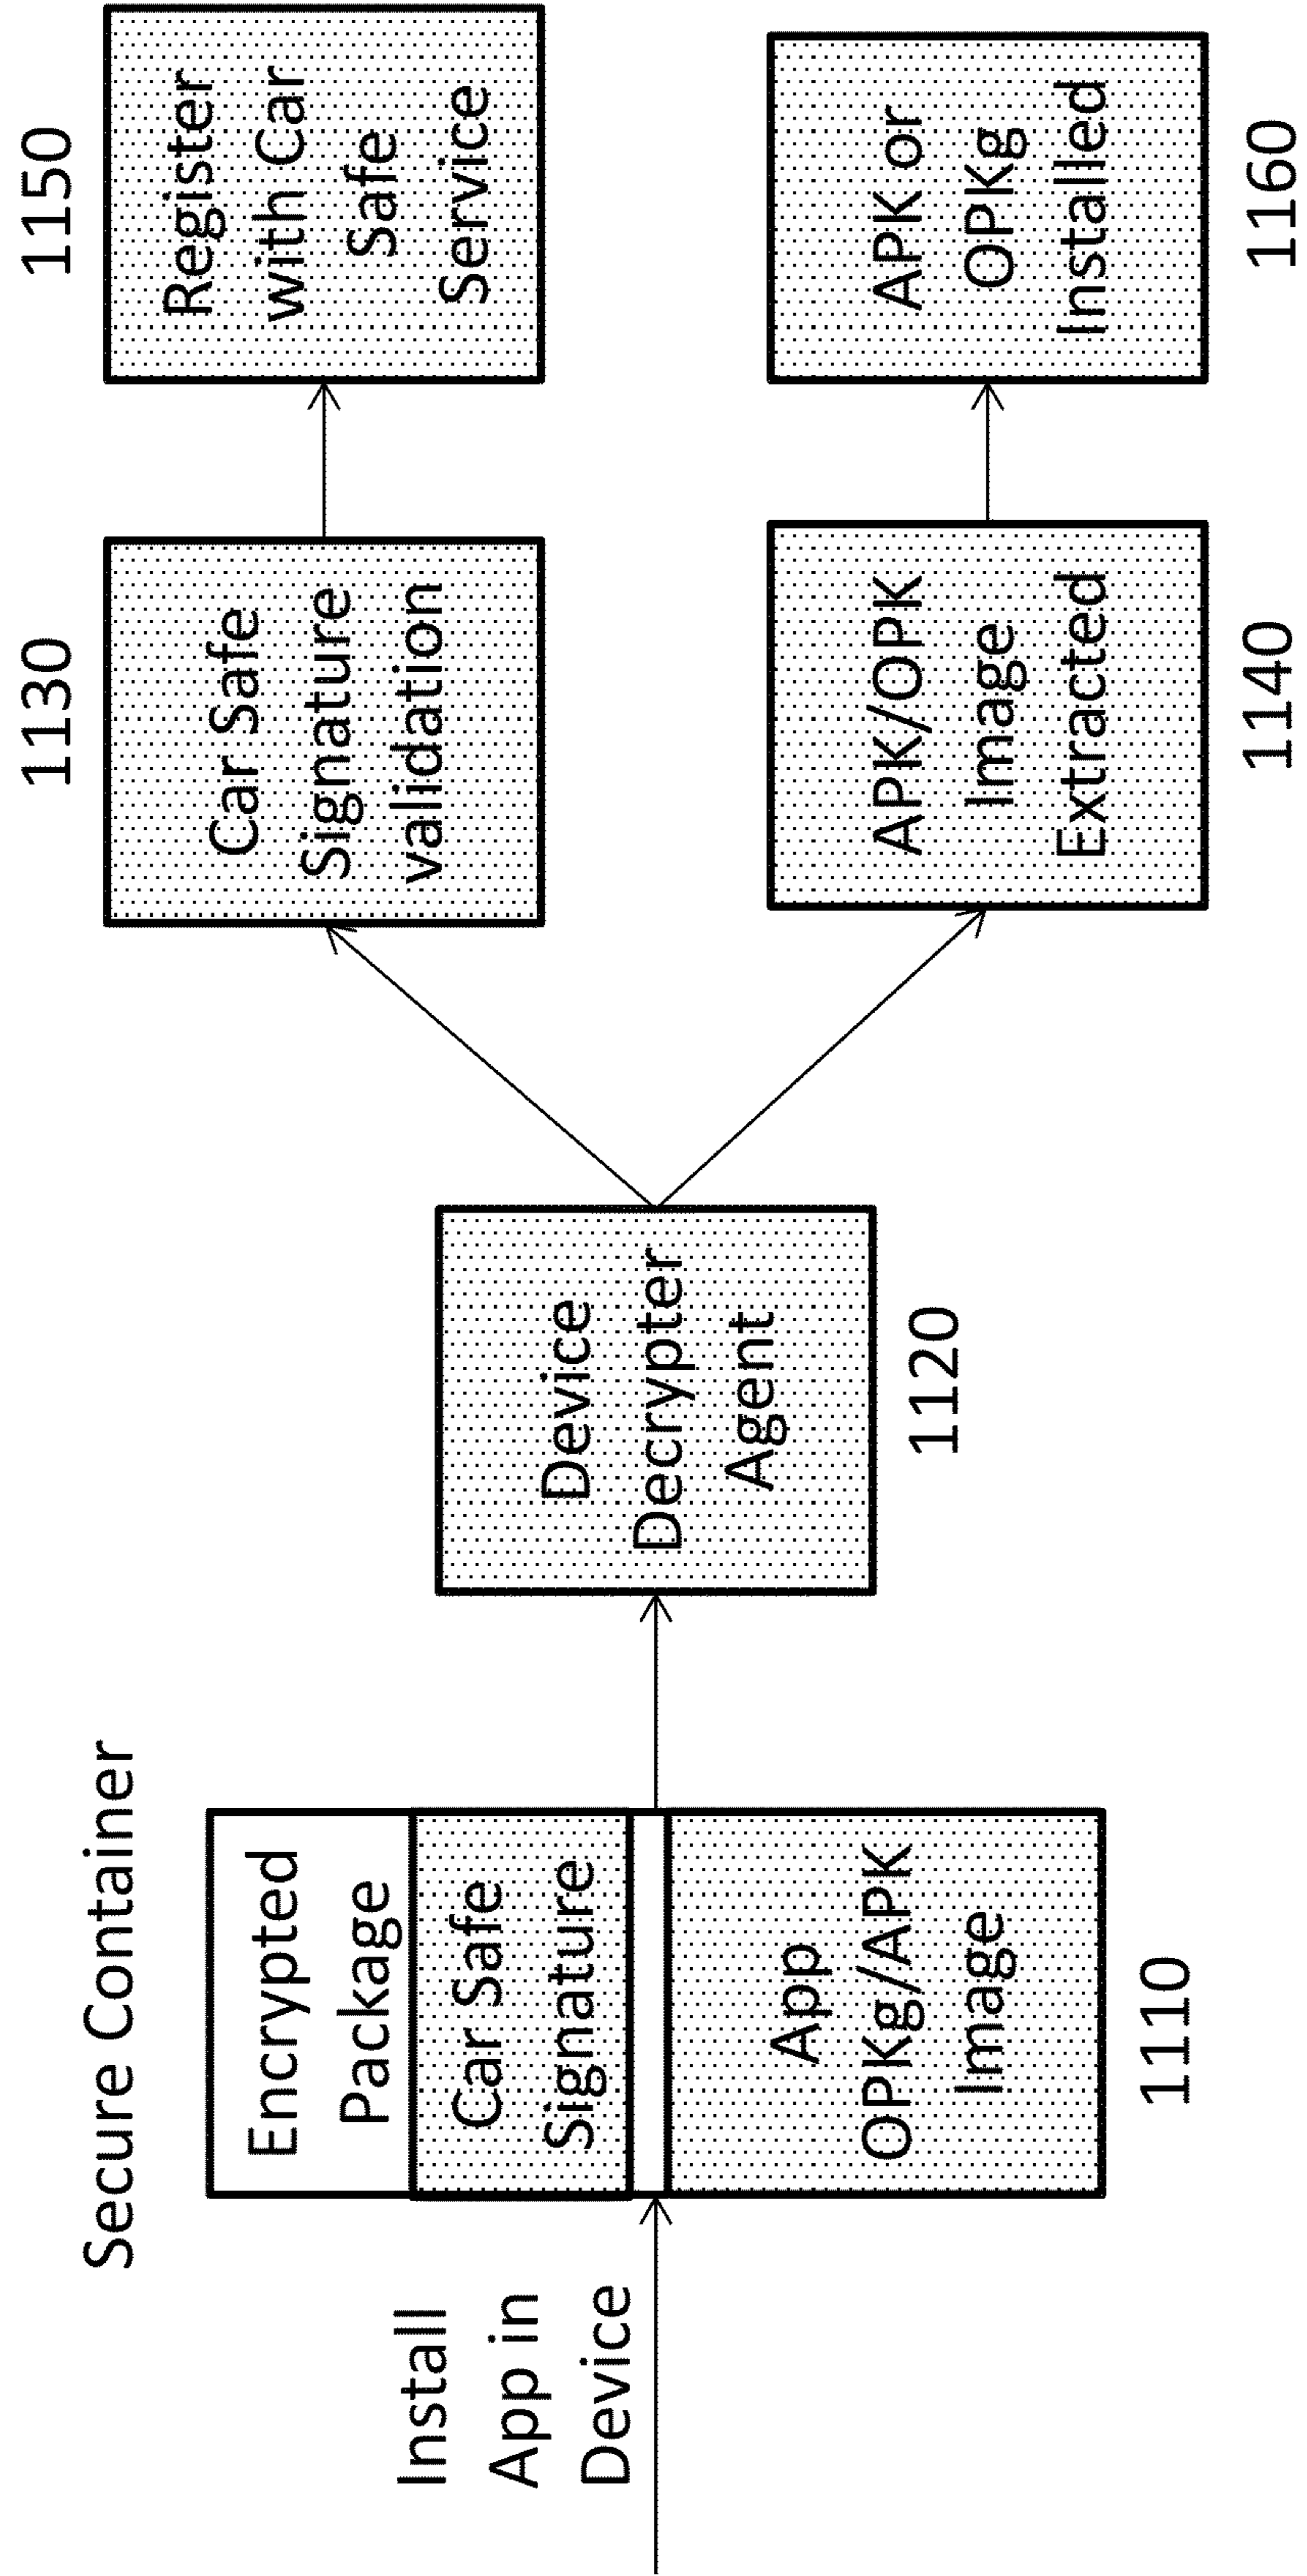 Install
App in
Device
Secure Container
Encrypted
Package
Car Safe
Signature
App
OPKg/APK
Image
1110
Device
Decrypter
Agent
1120
1130
Car Safe
Signature
validation
APK/OPK
Image
Extracted
1140
1150
Register
with Car
Safe
Service
APK or
OPKg
Installed
1160